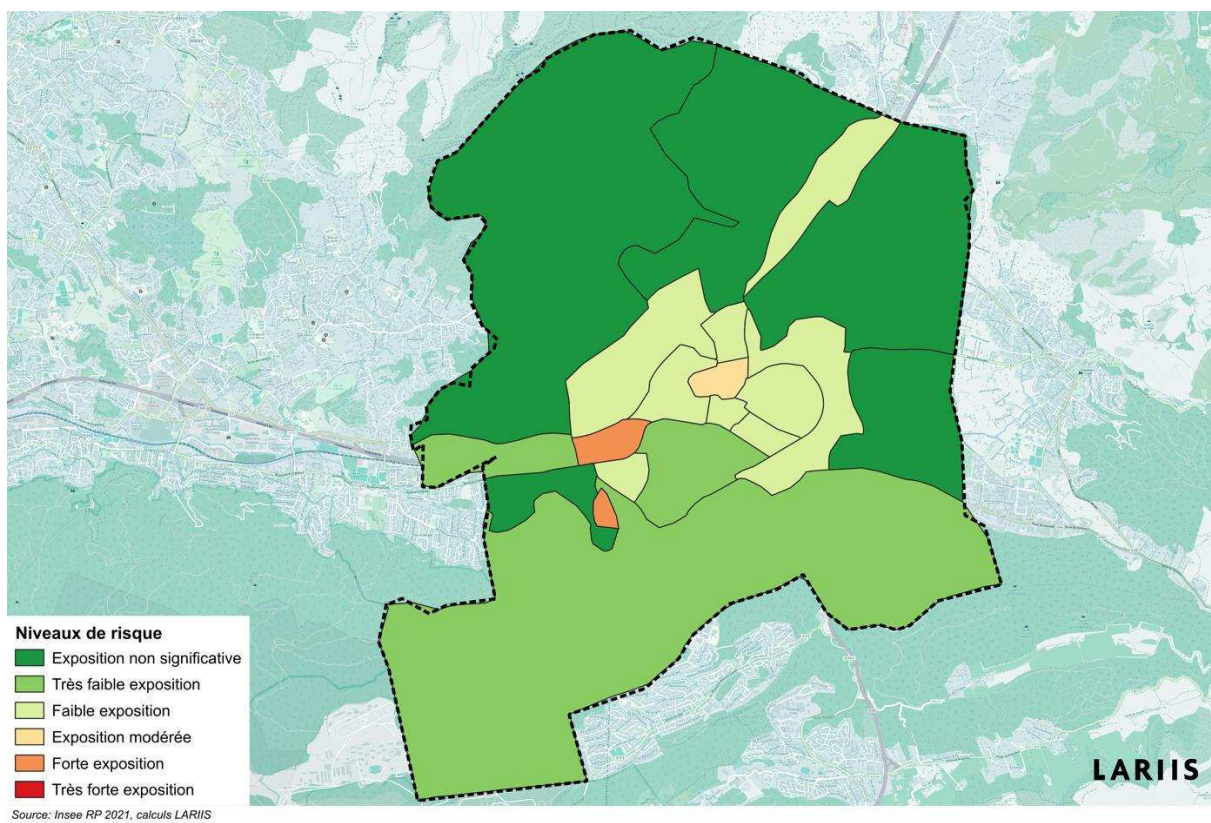 Niveaux de risque
Exposition non significative
Très faible exposition
Faible exposition
Exposition modérée
Forte exposition
Très forte exposition
LARIIS
Source: Insee RP 2021, calculs LARIIS